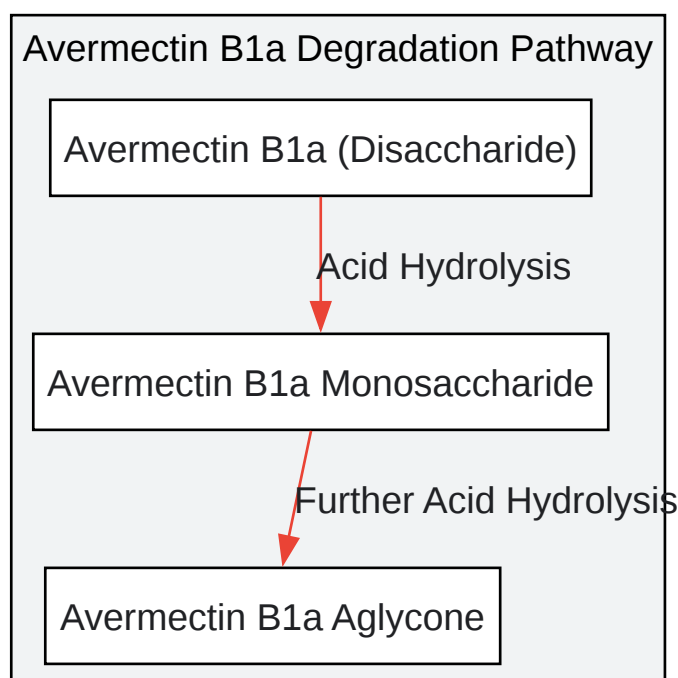 Avermectin B1a Degradation Pathway
Avermectin B1a (Disaccharide)
Acid Hydrolysis
Avermectin B1a Monosaccharide
Further Acid Hydrolysis
Avermectin B1a Aglycone